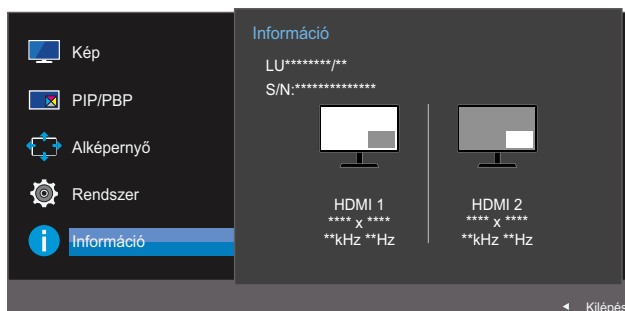 Kép
PIP/PBP
Alképernyő
Rendszer
Információ
Információ
LU********/**
S/N:**************
HDMI 1
**** x ****
**kHz **Hz
HDMI 2
**** x ****
**kHz **Hz
Kilépés